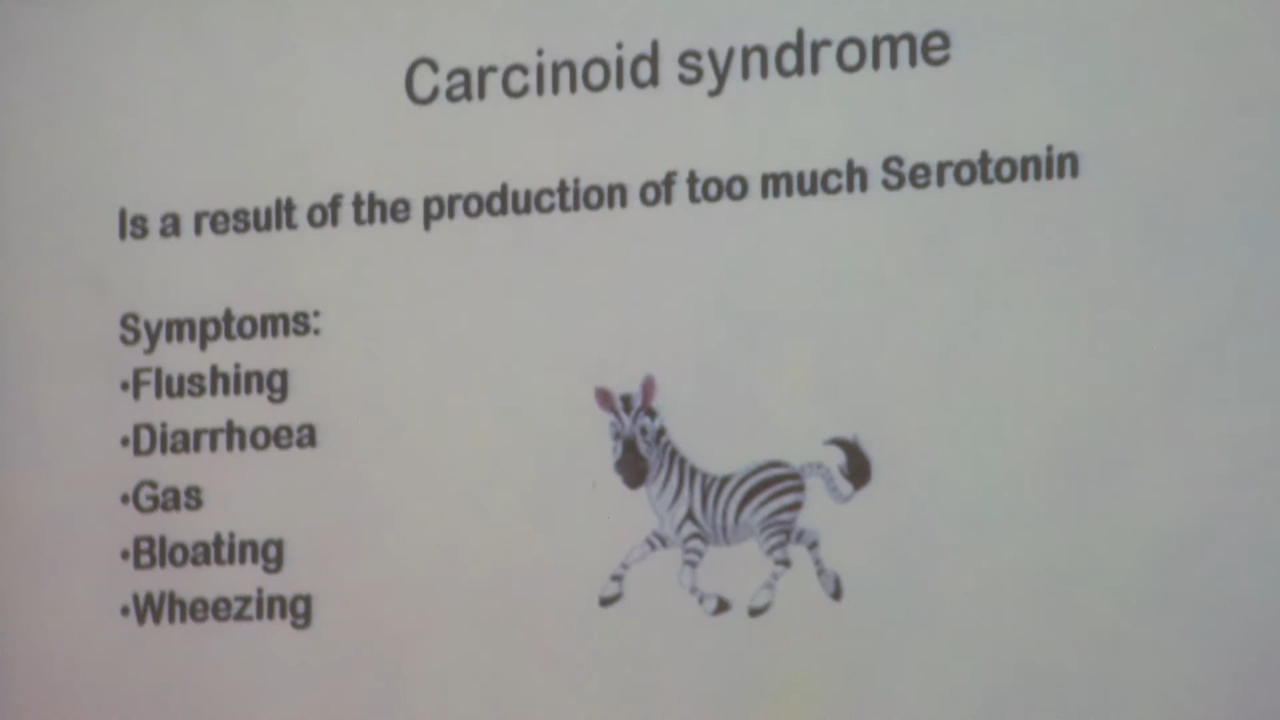 Carcinoid syndrome
Is a result of the production of too much Serotonin
Symptoms:
•Flushing
•Diarrhoea
•Gas
•Bloating
•Wheezing